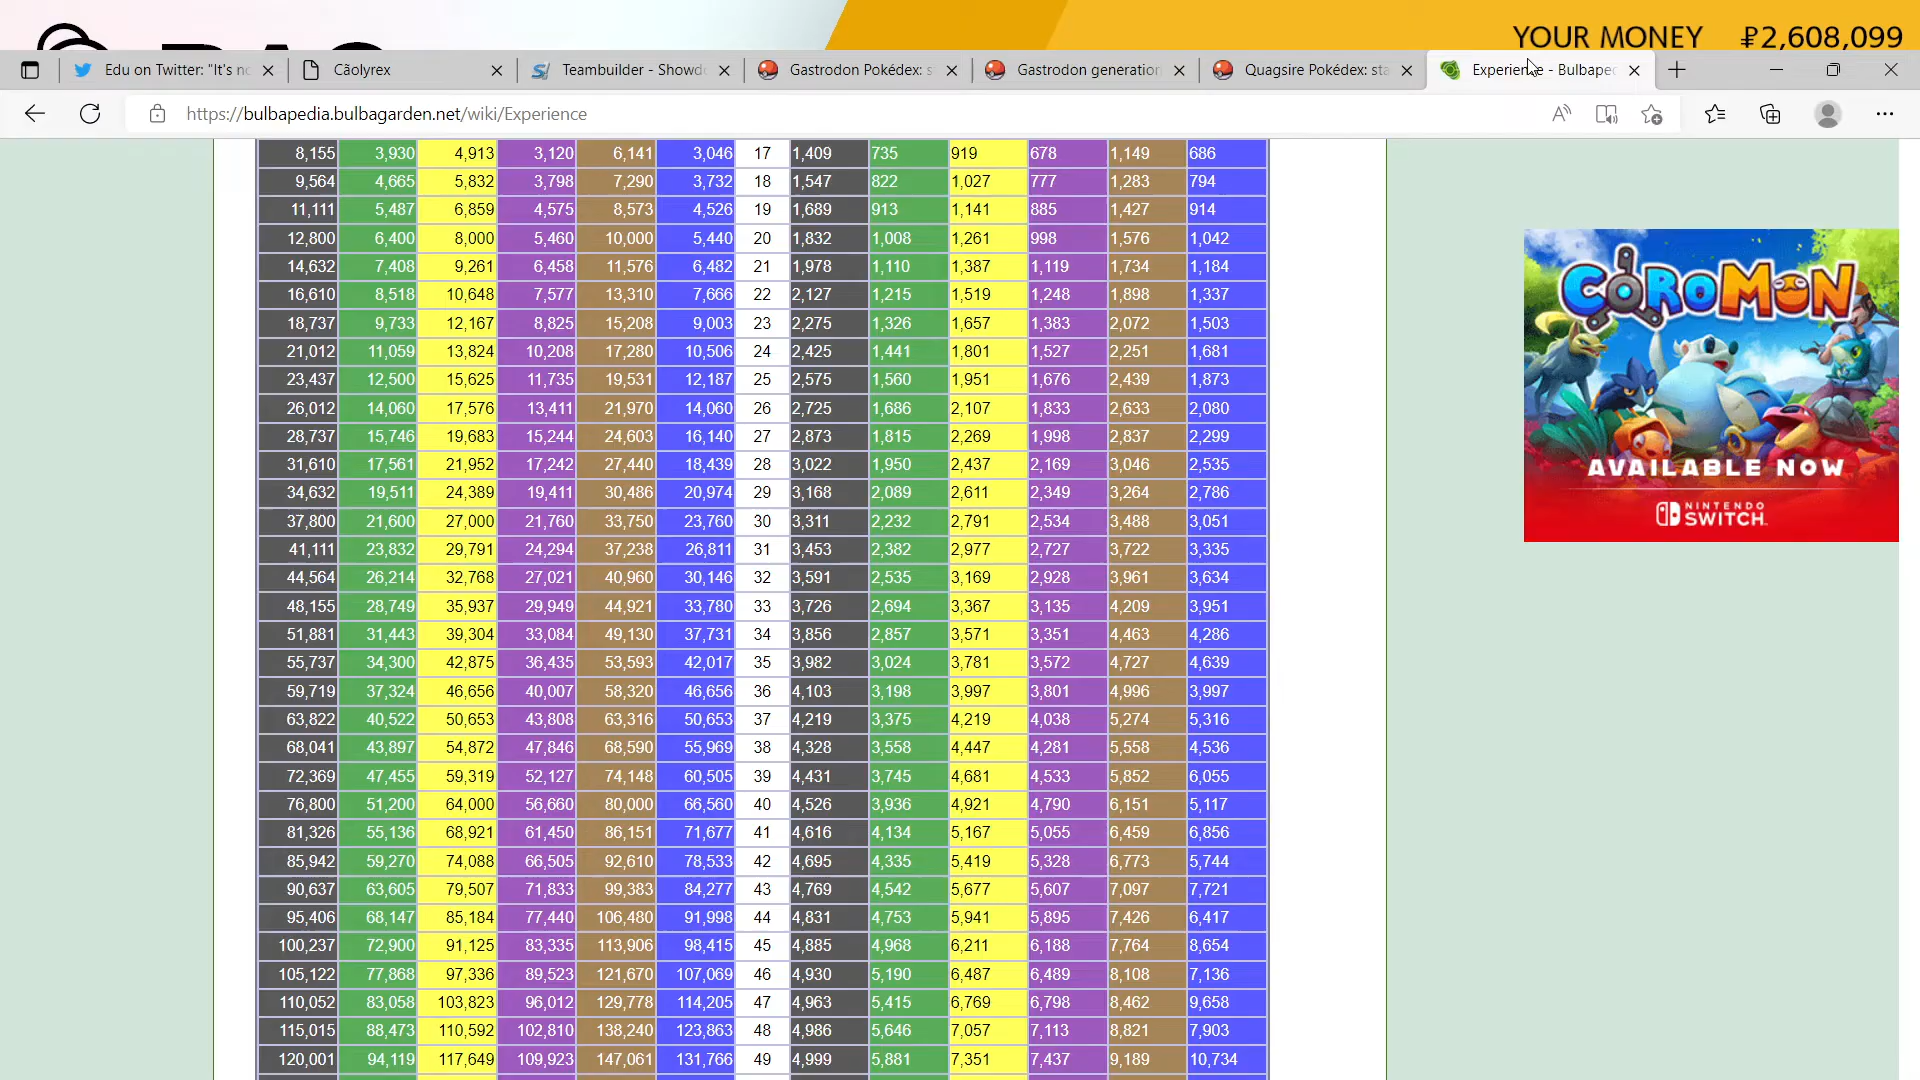 YOUR MONEY ₽2,608,099
Edu on Twitter: "It's n
Cãolyrex
Teambuilder - Showd
Gastrodon Pokédex: s
Gastrodon generation
Quagsire Pokédex: sta
Experience - Bulbaped
https://bulbapedia.bulbagarden.net/wiki/Experience
8,155 3,930 4,913 3,120 6,141 3,046 17 1,409 735 919 678 1,149 686
9,564 4,665 5,832 3,798 7,290 3,732 18 1,547 822 1,027 777 1,283 794
11,111 5,487 6,859 4,575 8,573 4,526 19 1,689 913 1,141 885 1,427 914
12,800 6,400 8,000 5,460 10,000 5,440 20 1,832 1,008 1,261 998 1,576 1,042
14,632 7,408 9,261 6,458 11,576 6,482 21 1,978 1,110 1,387 1,119 1,734 1,184
16,610 8,518 10,648 7,577 13,310 7,666 22 2,127 1,215 1,519 1,248 1,898 1,337
18,737 9,733 12,167 8,825 15,208 9,003 23 2,275 1,326 1,657 1,383 2,072 1,503
21,012 11,059 13,824 10,208 17,280 10,506 24 2,425 1,441 1,801 1,527 2,251 1,681
23,437 12,500 15,625 11,735 19,531 12,187 25 2,575 1,560 1,951 1,676 2,439 1,873
26,012 14,060 17,576 13,411 21,970 14,060 26 2,725 1,686 2,107 1,833 2,633 2,080
28,737 15,746 19,683 15,244 24,603 16,140 27 2,873 1,815 2,269 1,998 2,837 2,299
31,610 17,561 21,952 17,242 27,440 18,439 28 3,022 1,950 2,437 2,169 3,046 2,535
34,632 19,511 24,389 19,411 30,486 20,974 29 3,168 2,089 2,611 2,349 3,264 2,786
37,800 21,600 27,000 21,760 33,750 23,760 30 3,311 2,232 2,791 2,534 3,488 3,051
41,111 23,832 29,791 24,294 37,238 26,811 31 3,453 2,382 2,977 2,727 3,722 3,335
44,564 26,214 32,768 27,021 40,960 30,146 32 3,591 2,535 3,169 2,928 3,961 3,634
48,155 28,749 35,937 29,949 44,921 33,780 33 3,726 2,694 3,367 3,135 4,209 3,951
51,881 31,443 39,304 33,084 49,130 37,731 34 3,856 2,857 3,571 3,351 4,463 4,286
55,737 34,300 42,875 36,435 53,593 42,017 35 3,982 3,024 3,781 3,572 4,727 4,639
59,719 37,324 46,656 40,007 58,320 46,656 36 4,103 3,198 3,997 3,801 4,996 3,997
63,822 40,522 50,653 43,808 63,316 50,653 37 4,219 3,375 4,219 4,038 5,274 5,316
68,041 43,897 54,872 47,846 68,590 55,969 38 4,328 3,558 4,447 4,281 5,558 4,536
72,369 47,455 59,319 52,127 74,148 60,505 39 4,431 3,745 4,681 4,533 5,852 6,055
76,800 51,200 64,000 56,660 80,000 66,560 40 4,526 3,936 4,921 4,790 6,151 5,117
81,326 55,136 68,921 61,450 86,151 71,677 41 4,616 4,134 5,167 5,055 6,459 6,856
85,942 59,270 74,088 66,505 92,610 78,533 42 4,695 4,335 5,419 5,328 6,773 5,744
90,637 63,605 79,507 71,833 99,383 84,277 43 4,769 4,542 5,677 5,607 7,097 7,721
95,406 68,147 85,184 77,440 106,480 91,998 44 4,831 4,753 5,941 5,895 7,426 6,417
100,237 72,900 91,125 83,335 113,906 98,415 45 4,885 4,968 6,211 6,188 7,764 8,654
105,122 77,868 97,336 89,523 121,670 107,069 46 4,930 5,190 6,487 6,489 8,108 7,136
110,052 83,058 103,823 96,012 129,778 114,205 47 4,963 5,415 6,769 6,798 8,462 9,658
115,015 88,473 110,592 102,810 138,240 123,863 48 4,986 5,646 7,057 7,113 8,821 7,903
120,001 94,119 117,649 109,923 147,061 131,766 49 4,999 5,881 7,351 7,437 9,189 10,734
COROMON
AVAILABLE NOW
NINTENDO
SWITCH